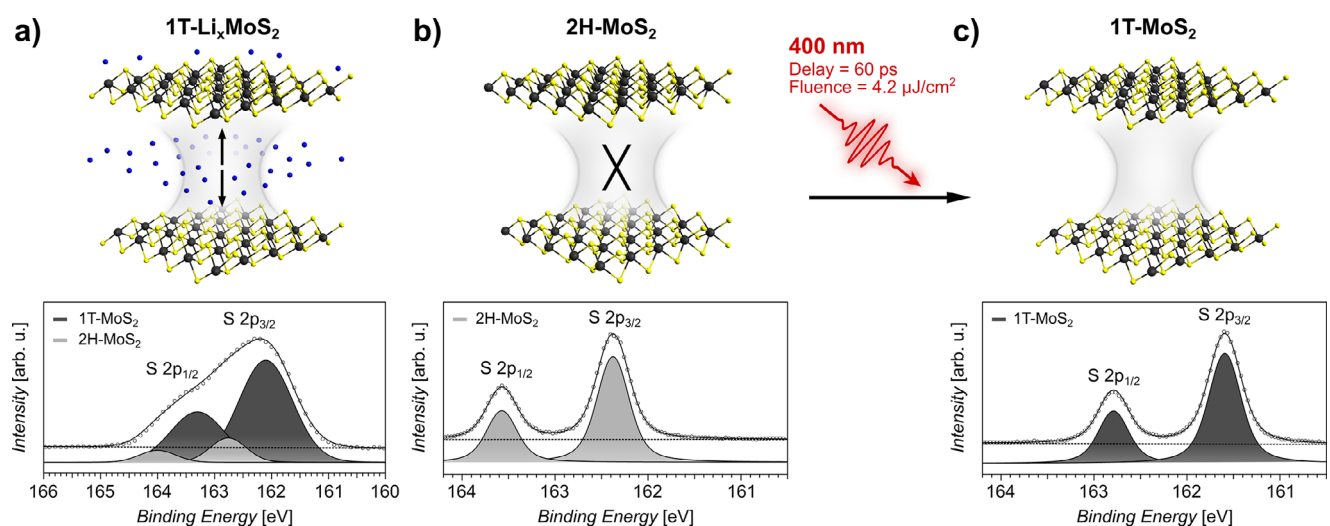 a)
1T-LixMoS2
b)
2H-MoS2
400 nm
Delay = 60 ps
Fluence = 4.2 μJ/cm²
c)
1T-MoS2
X
1T-MoS2
2H-MoS2
S 2p3/2
S 2p1/2
Intensity [arb. u.]
166 165 164 163 162 161 160
Binding Energy [eV]
2H-MoS2
S 2p3/2
S 2p1/2
Intensity [arb. u.]
164 163 162 161
Binding Energy [eV]
1T-MoS2
S 2p3/2
S 2p1/2
Intensity [arb. u.]
164 163 162 161
Binding Energy [eV]